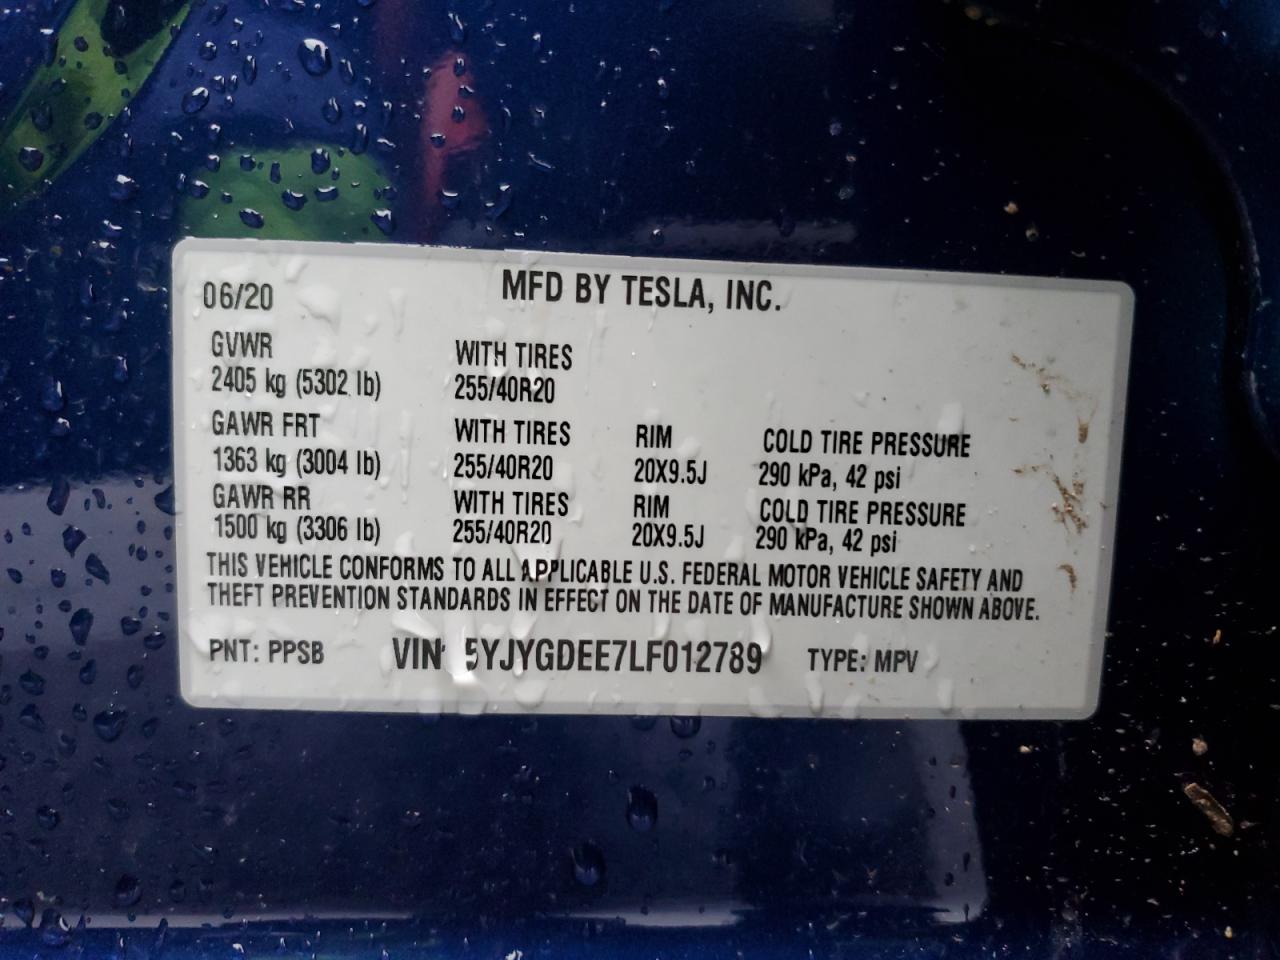 06/20 MFD BY TESLA, INC.
GVWR WITH TIRES
2405 kg (5302 lb) 255/40R20
GAWR FRT WITH TIRES RIM COLD TIRE PRESSURE
1363 kg (3004 lb) 255/40R20 20X9.5J 290 kPa, 42 psi
GAWR RR WITH TIRES RIM COLD TIRE PRESSURE
1500 kg (3306 lb) 255/40R20 20X9.5J 290 kPa, 42 psi
THIS VEHICLE CONFORMS TO ALL APPLICABLE U.S. FEDERAL MOTOR VEHICLE SAFETY AND
THEFT PREVENTION STANDARDS IN EFFECT ON THE DATE OF MANUFACTURE SHOWN ABOVE.
PNT: PPSB VIN: 5YJYGDEE7LF012789 TYPE: MPV